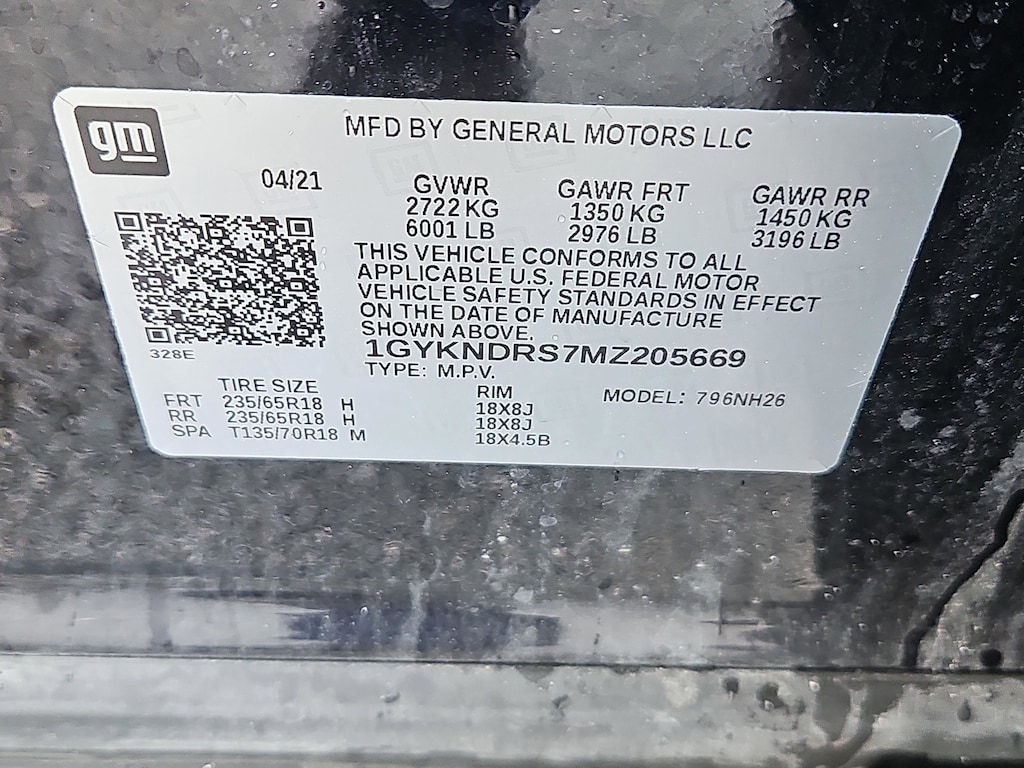 gm
MFD BY GENERAL MOTORS LLC
04/21
GVWR GAWR FRT GAWR RR
2722 KG 1350 KG 1450 KG
6001 LB 2976 LB 3196 LB
THIS VEHICLE CONFORMS TO ALL
APPLICABLE U.S. FEDERAL MOTOR
VEHICLE SAFETY STANDARDS IN EFFECT
ON THE DATE OF MANUFACTURE
SHOWN ABOVE.
328E
1GYKNDRS7MZ205669
TYPE: M.P.V.
TIRE SIZE RIM MODEL: 796NH26
FRT 235/65R18 H 18X8J
RR 235/65R18 H 18X8J
SPA T135/70R18 M 18X4.5B